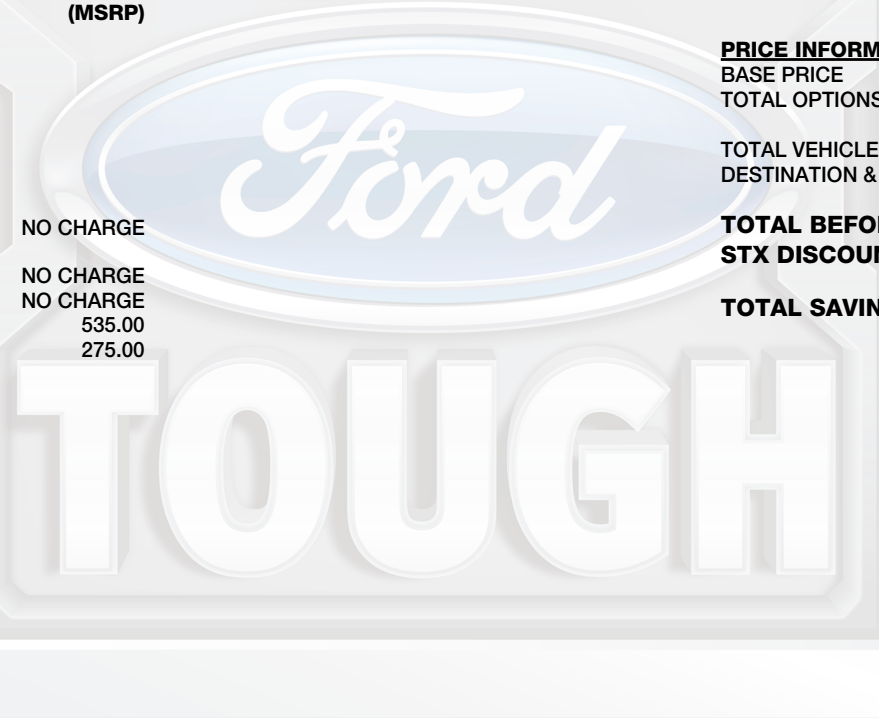 (MSRP)
PRICE INFORM
BASE PRICE
TOTAL OPTIONS
TOTAL VEHICLE
DESTINATION &
NO CHARGE
TOTAL BEFO
STX DISCOUN
NO CHARGE
NO CHARGE
535.00
275.00
TOTAL SAVIN
Ford
TOUGH